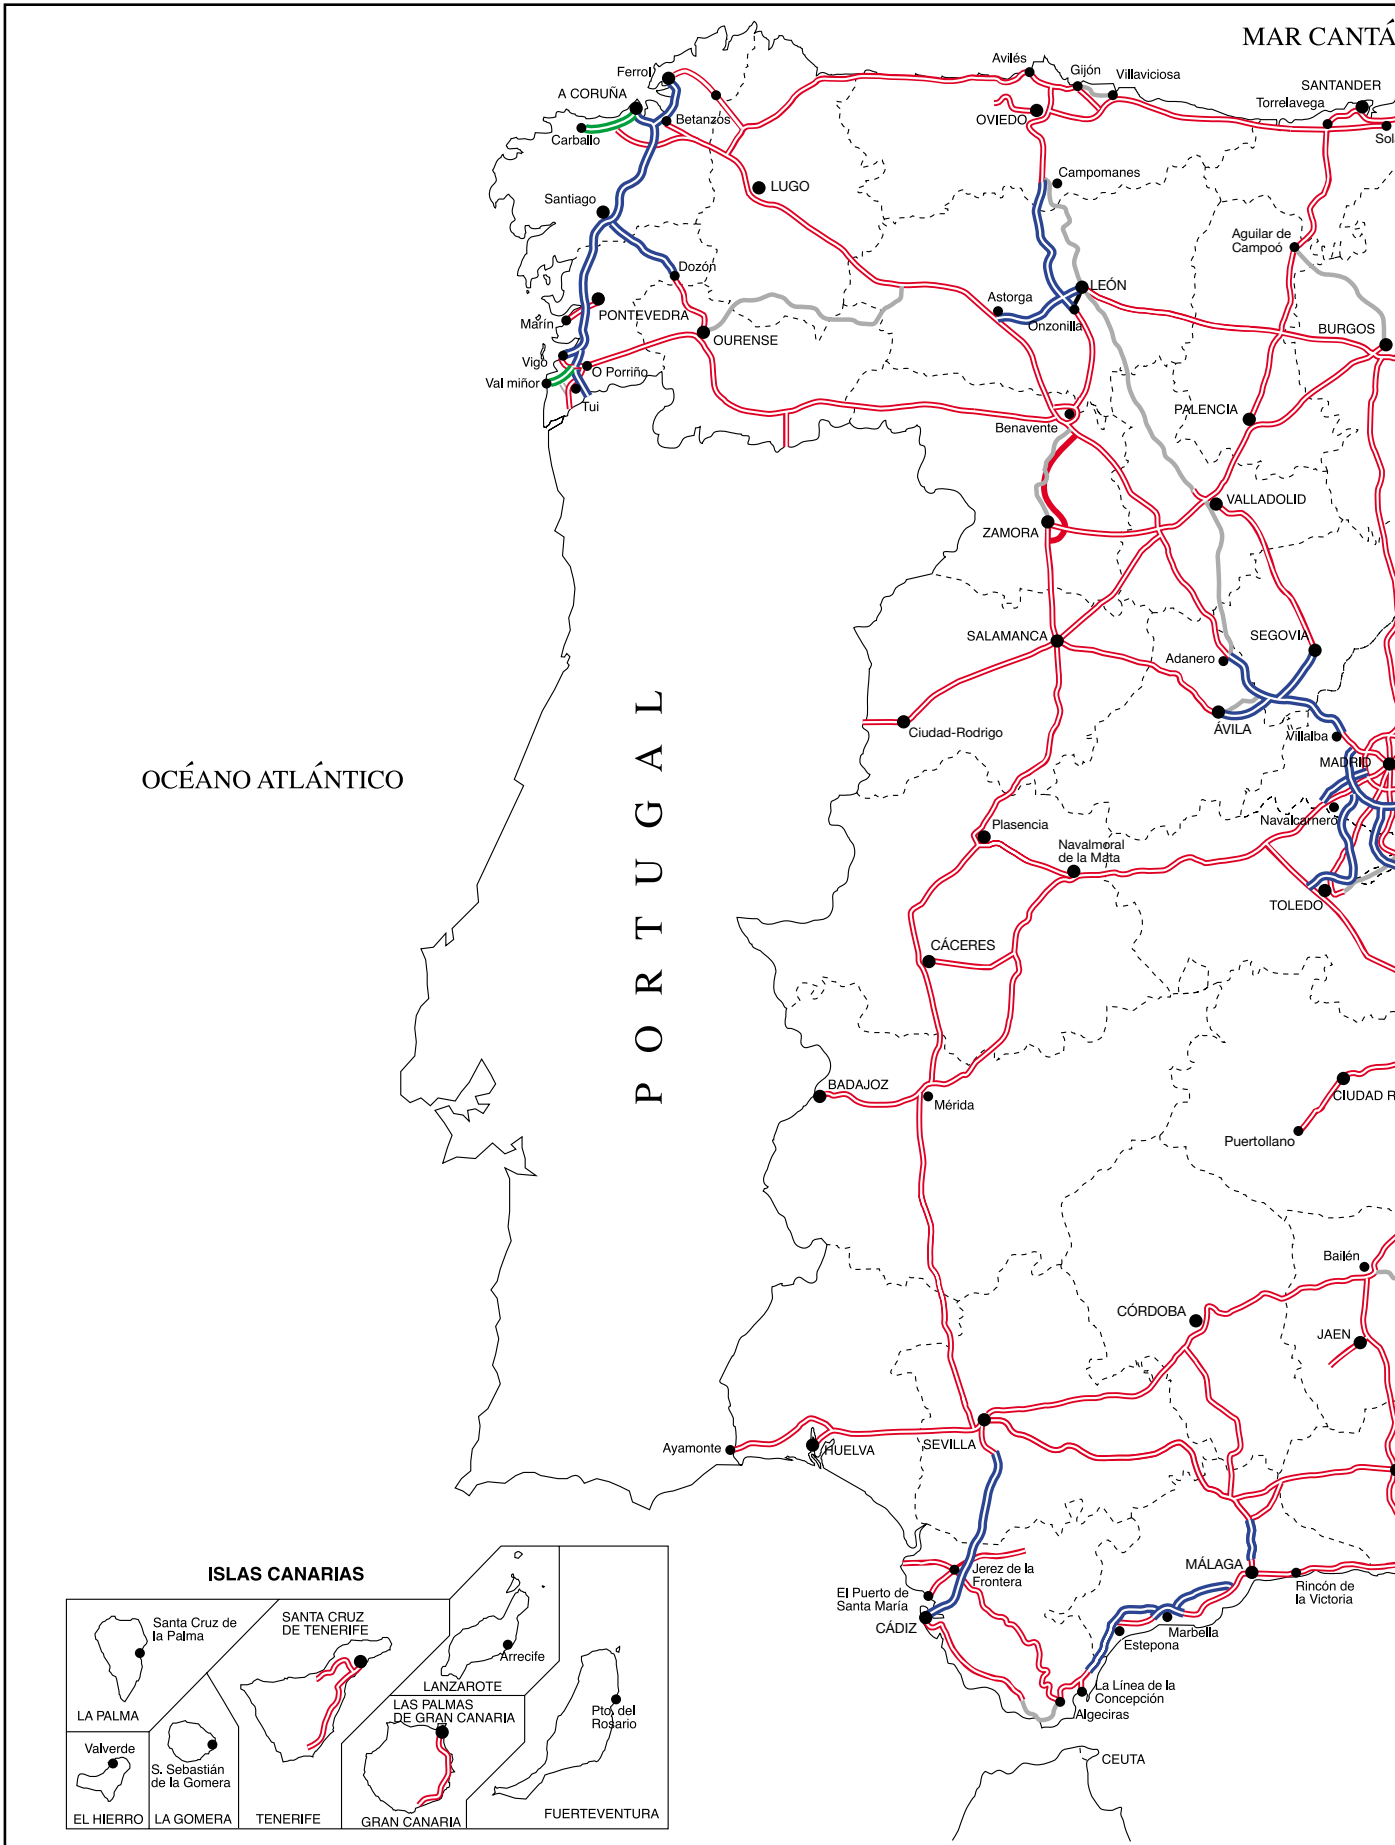 MAR CANTÁ
Ferrol
Avilés
Gijón
Villaviciosa
SANTANDER
A CORUÑA
Torrelavega
Betanzos
OVIEDO
Carballo
Sol
Campomanes
LUGO
Santiago
Aguilar de
Campoó
Dozón
LEÓN
Astorga
PONTEVEDRA
Marín
Onzonilla
BURGOS
OURENSE
Vigo
O Porriño
Val miñor
Tui
PALENCIA
Benavente
VALLADOLID
ZAMORA
SALAMANCA
SEGOVIA
Adanero
ÁVILA
Ciudad-Rodrigo
Villalba
MADRID
OCÉANO ATLÁNTICO
PORTUGAL
Navalcarnero
Plasencia
Navalmoral
de la Mata
TOLEDO
CÁCERES
BADAJOZ
Mérida
CIUDAD R
Puertollano
Bailén
CÓRDOBA
JAEN
Ayamonte
HUELVA
SEVILLA
MÁLAGA
Jerez de la
Frontera
Rincón de
la Victoria
El Puerto de
Santa María
CÁDIZ
Marbella
Estepona
La Línea de la
Concepción
Algeciras
CEUTA
ISLAS CANARIAS
Santa Cruz de
la Palma
SANTA CRUZ
DE TENERIFE
Arrecife
LANZAROTE
LA PALMA
LAS PALMAS
DE GRAN CANARIA
Pto. del
Rosario
Valverde
S. Sebastián
de la Gomera
EL HIERRO
LA GOMERA
TENERIFE
GRAN CANARIA
FUERTEVENTURA